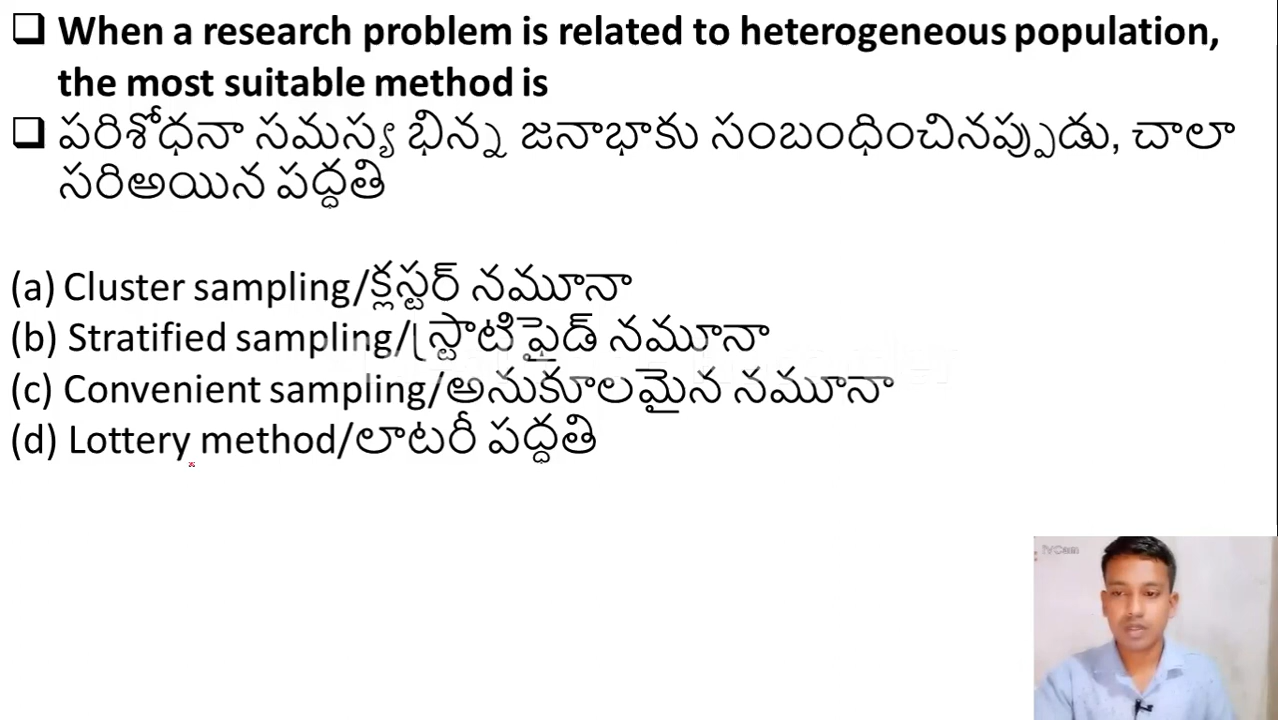 When a research problem is related to heterogeneous population,
the most suitable method is
పరిశోధనా సమస్య భిన్న జనాభాకు సంబంధించినప్పుడు, చాలా
సరిఅయిన పద్ధతి
(a) Cluster sampling/క్లస్టర్ నమూనా
(b) Stratified sampling/స్ట్రాటిఫైడ్ నమూనా
(c) Convenient sampling/అనుకూలమైన నమూనా
(d) Lottery method/లాటరీ పద్ధతి
iVCam